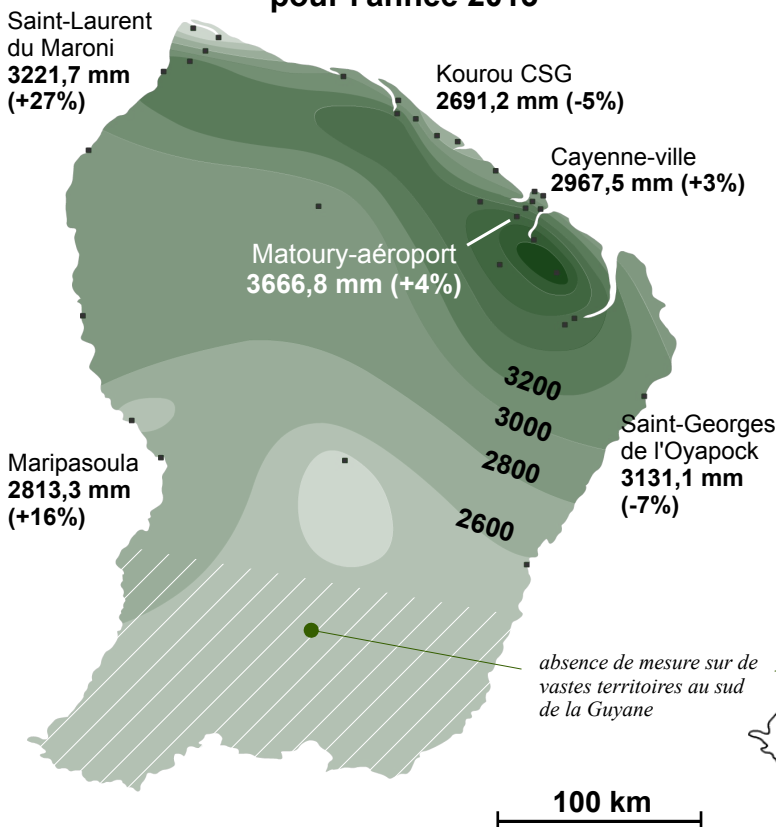 pour l'année 2018
Saint-Laurent
du Maroni
3221,7 mm
(+27%)
Kourou CSG
2691,2 mm (-5%)
Cayenne-ville
2967,5 mm (+3%)
Matoury-aéroport
3666,8 mm (+4%)
3200
3000
2800
2600
Saint-Georges
de l'Oyapock
3131,1 mm
(-7%)
Maripasoula
2813,3 mm
(+16%)
absence de mesure sur de
vastes territoires au sud
de la Guyane
100 km